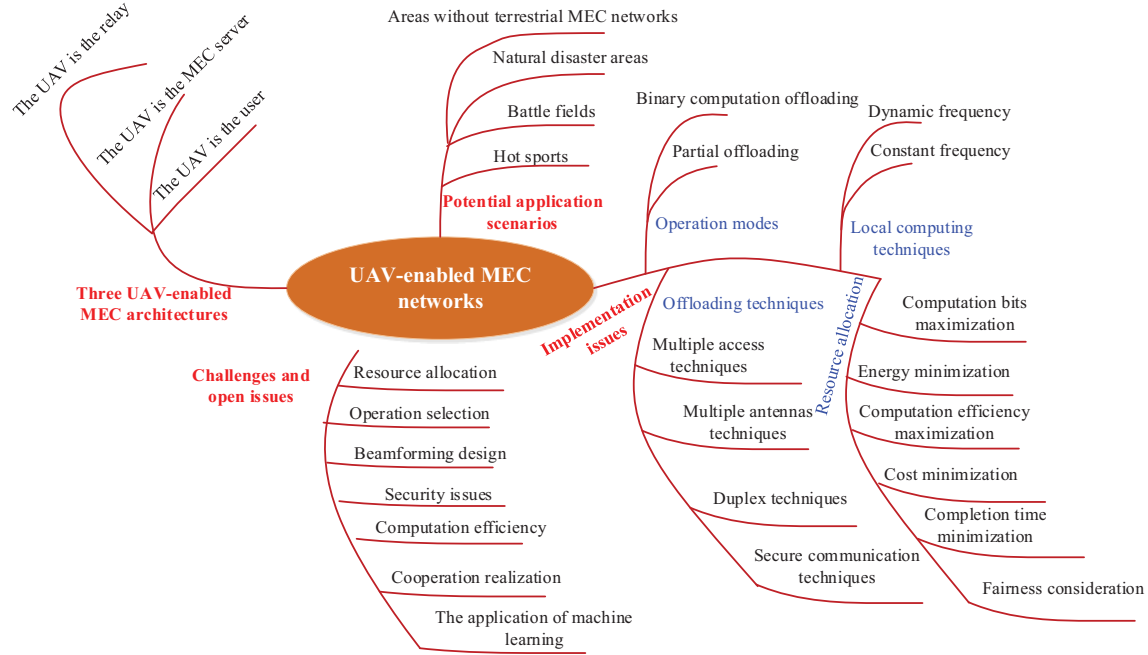 UAV-enabled MEC
networks
Three UAV-enabled
MEC architectures
The UAV is the relay
The UAV is the MEC server
The UAV is the user
Potential application
scenarios
Areas without terrestrial MEC networks
Natural disaster areas
Battle fields
Hot sports
Implementation
issues
Operation modes
Binary computation offloading
Partial offloading
Local computing
techniques
Dynamic frequency
Constant frequency
Offloading techniques
Multiple access
techniques
Multiple antennas
techniques
Duplex techniques
Secure communication
techniques
Resource allocation
Computation bits
maximization
Energy minimization
Computation efficiency
maximization
Cost minimization
Completion time
minimization
Fairness consideration
Challenges and
open issues
Resource allocation
Operation selection
Beamforming design
Security issues
Computation efficiency
Cooperation realization
The application of machine
learning